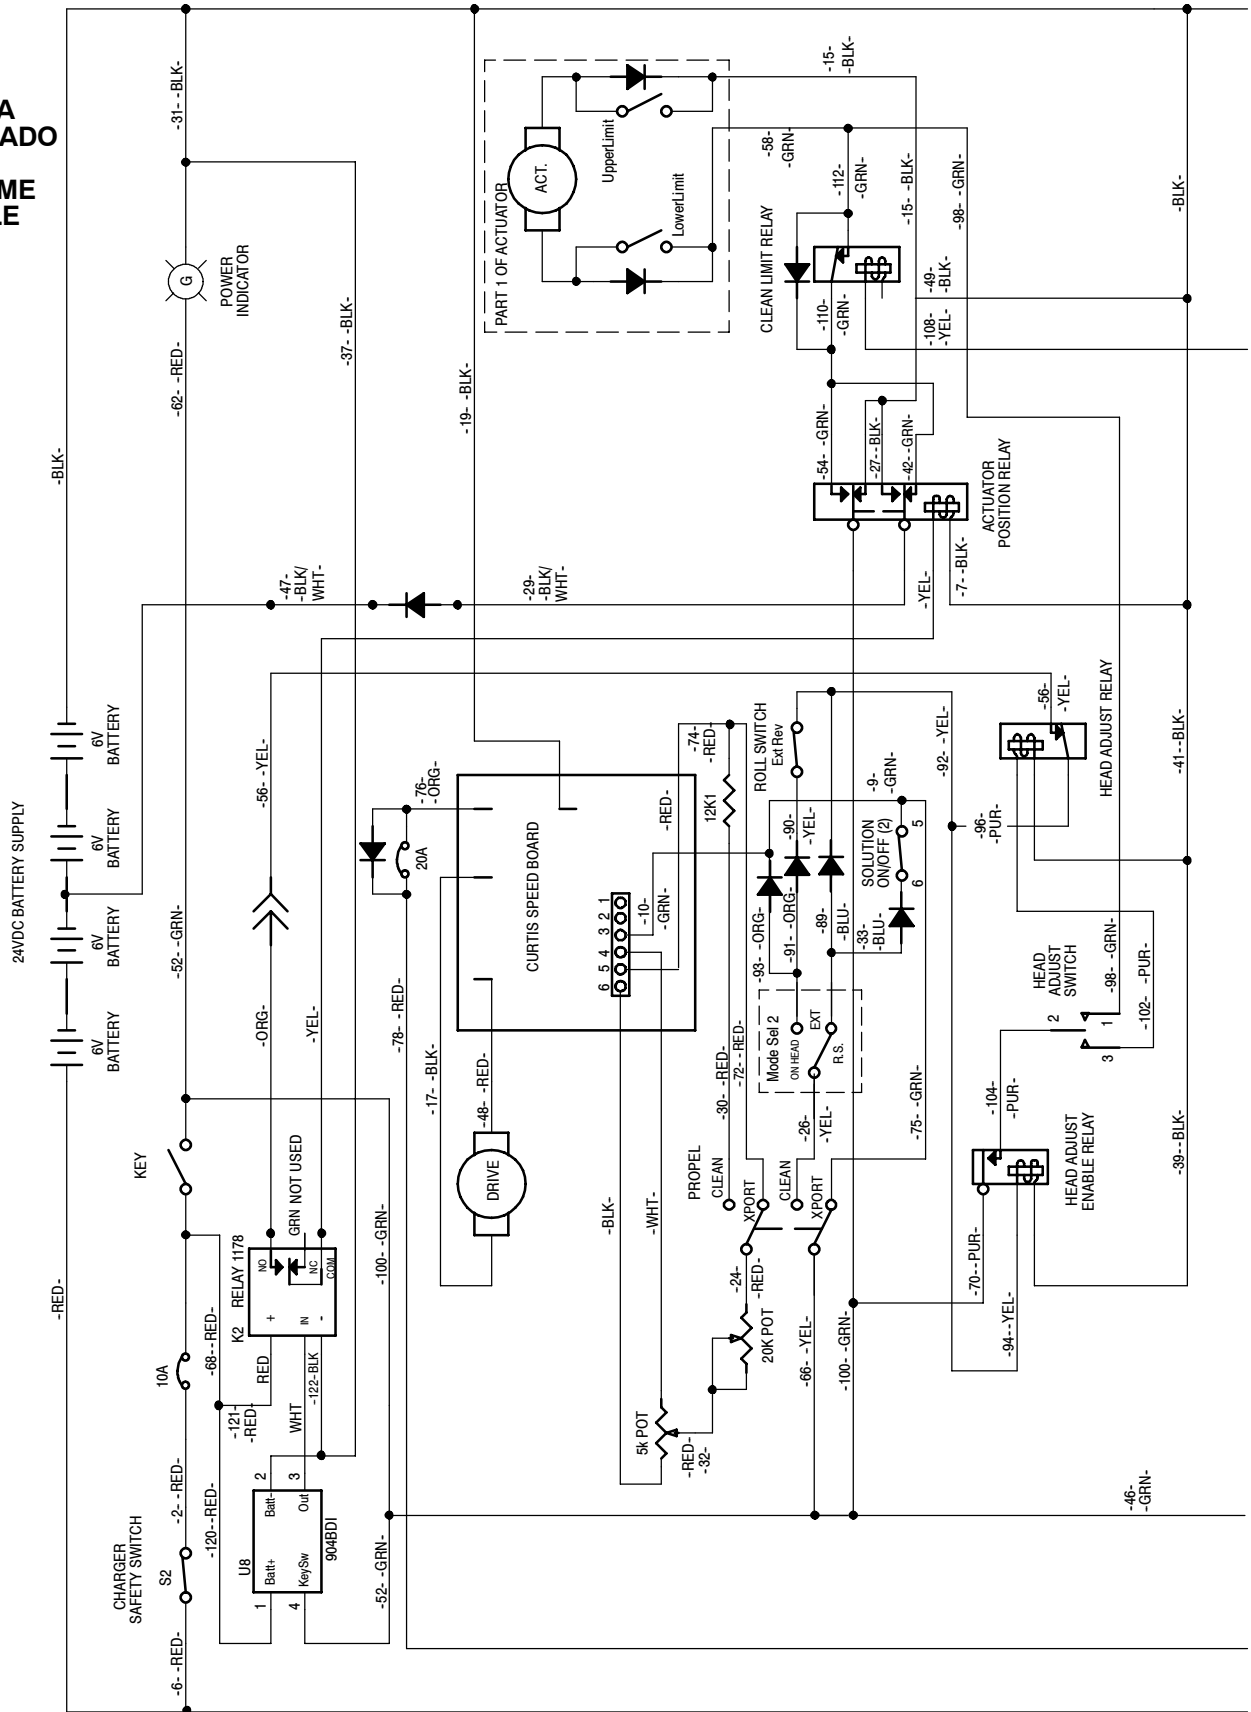 A
ADO
ME
LE
24VDC BATTERY SUPPLY
6V
BATTERY
6V
BATTERY
6V
BATTERY
6V
BATTERY
-RED-
-BLK-
CHARGER
SAFETY SWITCH
S2
-6- -RED-
-2- -RED-
10A
KEY
-52- -GRN-
-62- -RED-
G
POWER
INDICATOR
-31- -BLK-
-37- -BLK-
-120--RED-
-68--RED-
-121-
-RED-
U8
Batt+
KeySw
Batt-
Out
904BDI
1
4
2
3
RED
WHT
-122-BLK
K2
RELAY 1178
+
IN
-
NO
NC
COM
GRN NOT USED
-ORG-
-YEL-
-56- -YEL-
-47-
-BLK/
WHT-
-29-
-BLK/
WHT-
-52- -GRN-
-100- -GRN-
-78- -RED-
20A
-76-
-ORG-
-17- -BLK-
-48- -RED-
DRIVE
CURTIS SPEED BOARD
6 5 4 3 2 1
-19- -BLK-
-10-
-GRN-
-RED-
-74-
-RED-
-BLK-
-WHT-
5k POT
-RED-
-32-
20K POT
-24-
-RED-
PROPEL
CLEAN
XPORT
CLEAN
XPORT
-30- -RED-
-72--RED-
12K1
-66- -YEL-
-26-
-YEL-
-100- -GRN-
-75- -GRN-
Mode Sel 2
ON HEAD
EXT
R.S.
-93- -ORG-
-91- -ORG-
-90-
-YEL-
-89-
-BLU-
-33-
-BLU-
ROLL SWITCH
Ext Rev
SOLUTION
ON/OFF (2)
6
5
-9-
-GRN-
-92- -YEL-
-96-
-PUR-
PART 1 OF ACTUATOR
ACT.
UpperLimit
LowerLimit
-15-
-BLK-
-58-
-GRN-
-112-
-GRN-
-15- -BLK-
-98- -GRN-
CLEAN LIMIT RELAY
-110-
-GRN-
-49-
-BLK-
-108-
-YEL-
-54- -GRN-
-27--BLK-
-42--GRN-
ACTUATOR
POSITION RELAY
-YEL-
-7--BLK-
-BLK-
-56-
-YEL-
HEAD ADJUST RELAY
-41--BLK-
HEAD
ADJUST
SWITCH
2
1
3
-98- -GRN-
-102- -PUR-
-104-
-PUR-
HEAD ADJUST
ENABLE RELAY
-70--PUR-
-94--YEL-
-39--BLK-
-46-
-GRN-